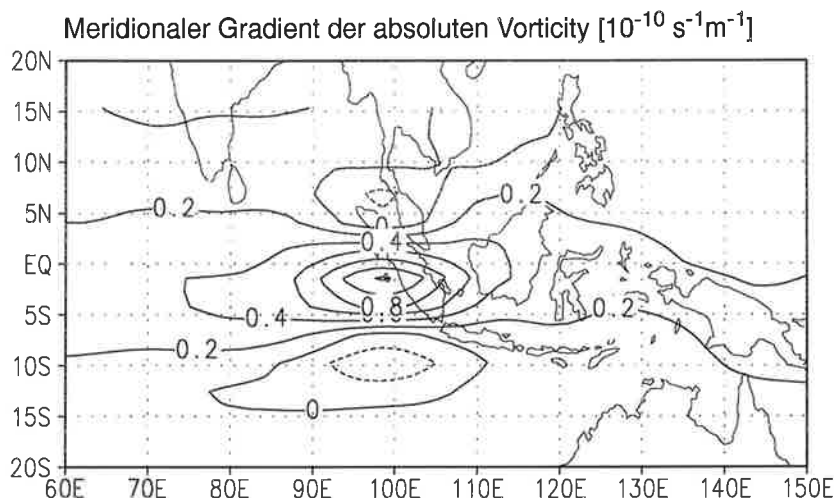 Meridionaler Gradient der absoluten Vorticity [10⁻¹⁰ s⁻¹m⁻¹]
20N
15N
10N
0.2
0.2
5N
0
0.4
EQ
0.8
0.2
0.4
5S
0.2
10S
0
15S
20S
60E 70E 80E 90E 100E 110E 120E 130E 140E 150E